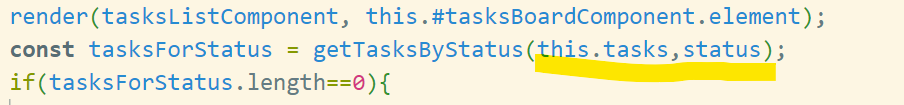 render(tasksListComponent, this.#tasksBoardComponent.element);
const tasksForStatus = getTasksByStatus(this.tasks,status);
if(tasksForStatus.length==0){